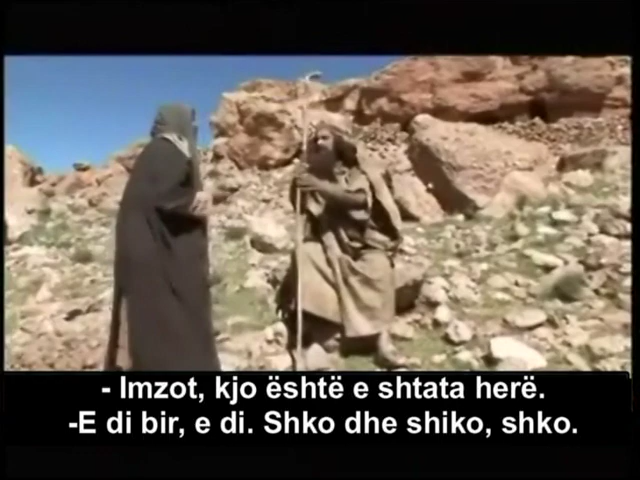 - Imzot, kjo është e shtata herë.
-E di bir, e di. Shko dhe shiko, shko.